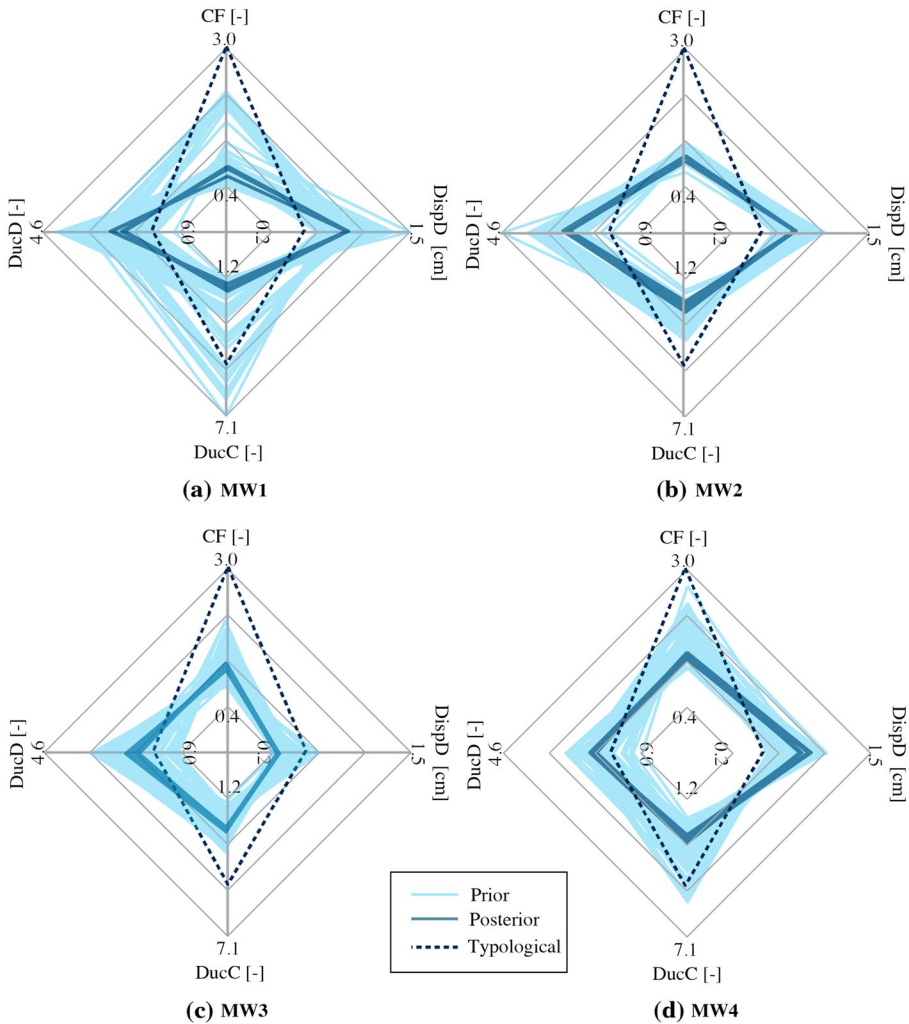 CF [-]
3.0
DucD [-]
4.6
0.4
0.9
0.2
1.2
1.5
DispD [cm]
7.1
DucC [-]
(a) MW1
CF [-]
3.0
DucD [-]
4.6
0.4
0.9
0.2
1.2
1.5
DispD [cm]
7.1
DucC [-]
(b) MW2
CF [-]
3.0
DucD [-]
4.6
0.4
0.9
0.2
1.2
1.5
DispD [cm]
7.1
DucC [-]
(c) MW3
CF [-]
3.0
DucD [-]
4.6
0.4
0.9
0.2
1.2
1.5
DispD [cm]
7.1
DucC [-]
(d) MW4
Prior
Posterior
Typological